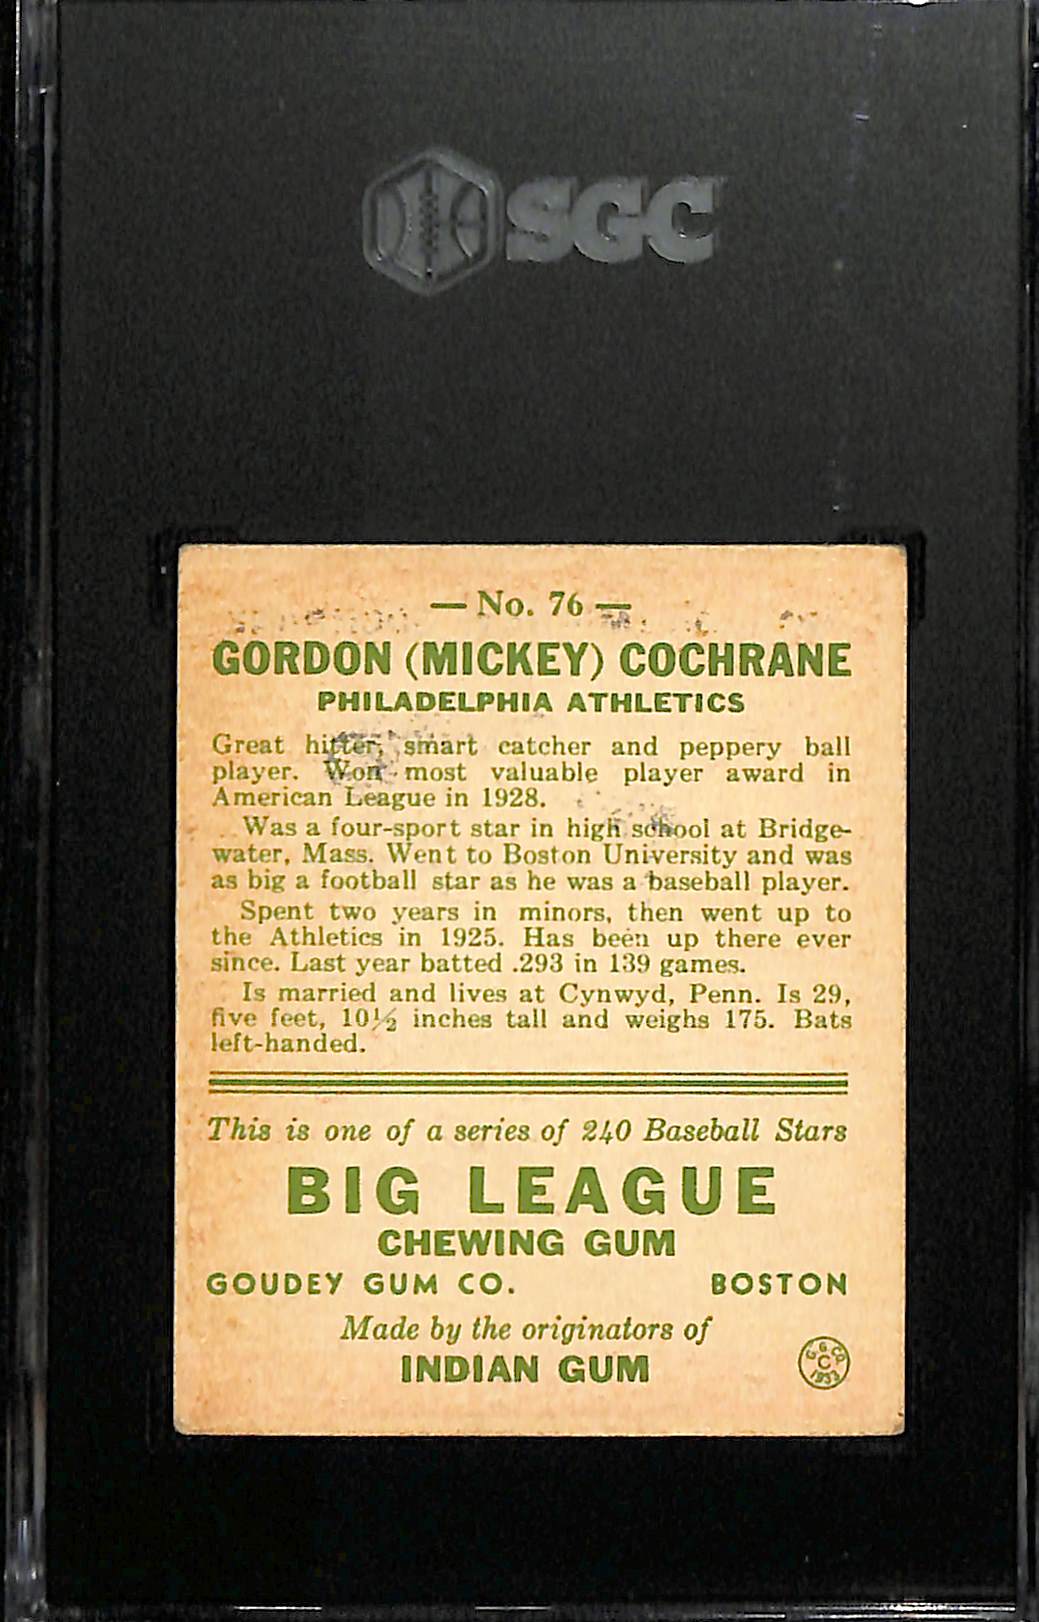 SGC
— No. 76 —
GORDON (MICKEY) COCHRANE
PHILADELPHIA ATHLETICS
Great hitter, smart catcher and peppery ball
player. Won most valuable player award in
American League in 1928.
Was a four-sport star in high school at Bridge-
water, Mass. Went to Boston University and was
as big a football star as he was a baseball player.
Spent two years in minors, then went up to
the Athletics in 1925. Has been up there ever
since. Last year batted .293 in 139 games.
Is married and lives at Cynwyd, Penn. Is 29,
five feet, 10½ inches tall and weighs 175. Bats
left-handed.
This is one of a series of 240 Baseball Stars
BIG LEAGUE
CHEWING GUM
GOUDEY GUM CO. BOSTON
Made by the originators of
INDIAN GUM
G. G. CO.
C
1933